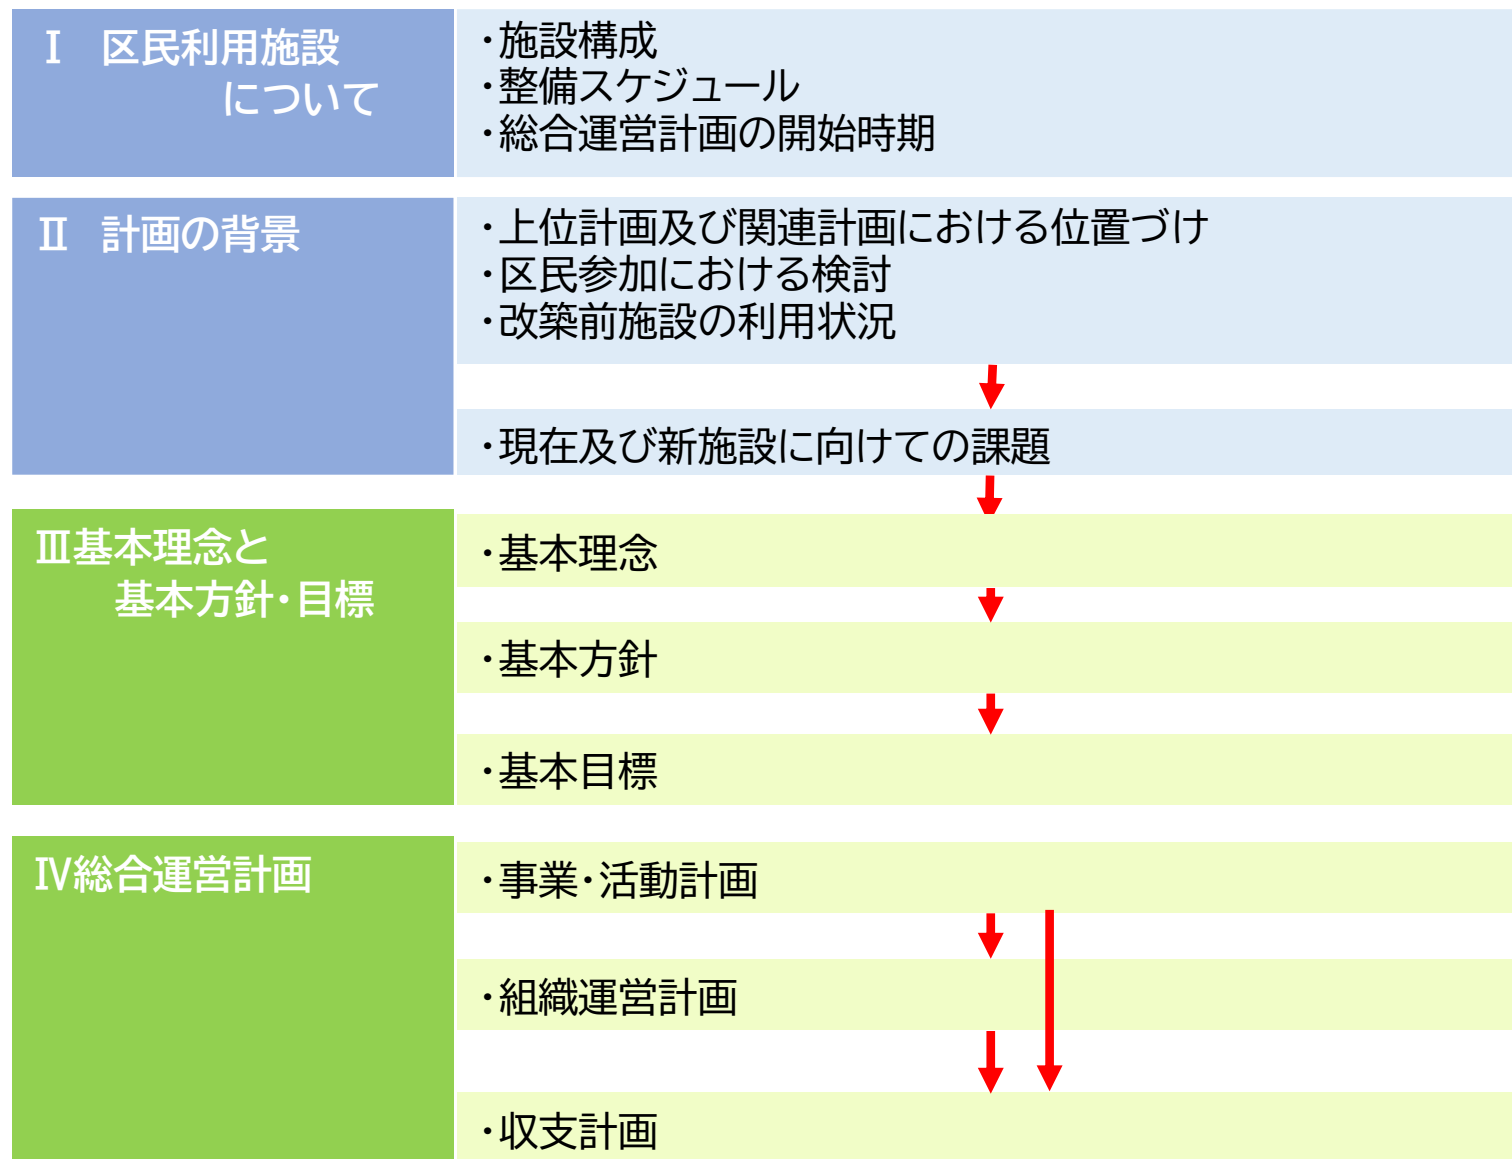 Ⅰ　区民利用施設
について
・施設構成
・整備スケジュール
・総合運営計画の開始時期
Ⅱ　計画の背景
・上位計画及び関連計画における位置づけ
・区民参加における検討
・改築前施設の利用状況
・現在及び新施設に向けての課題
Ⅲ基本理念と
基本方針・目標
・基本理念
・基本方針
・基本目標
Ⅳ総合運営計画
・事業・活動計画
・組織運営計画
・収支計画